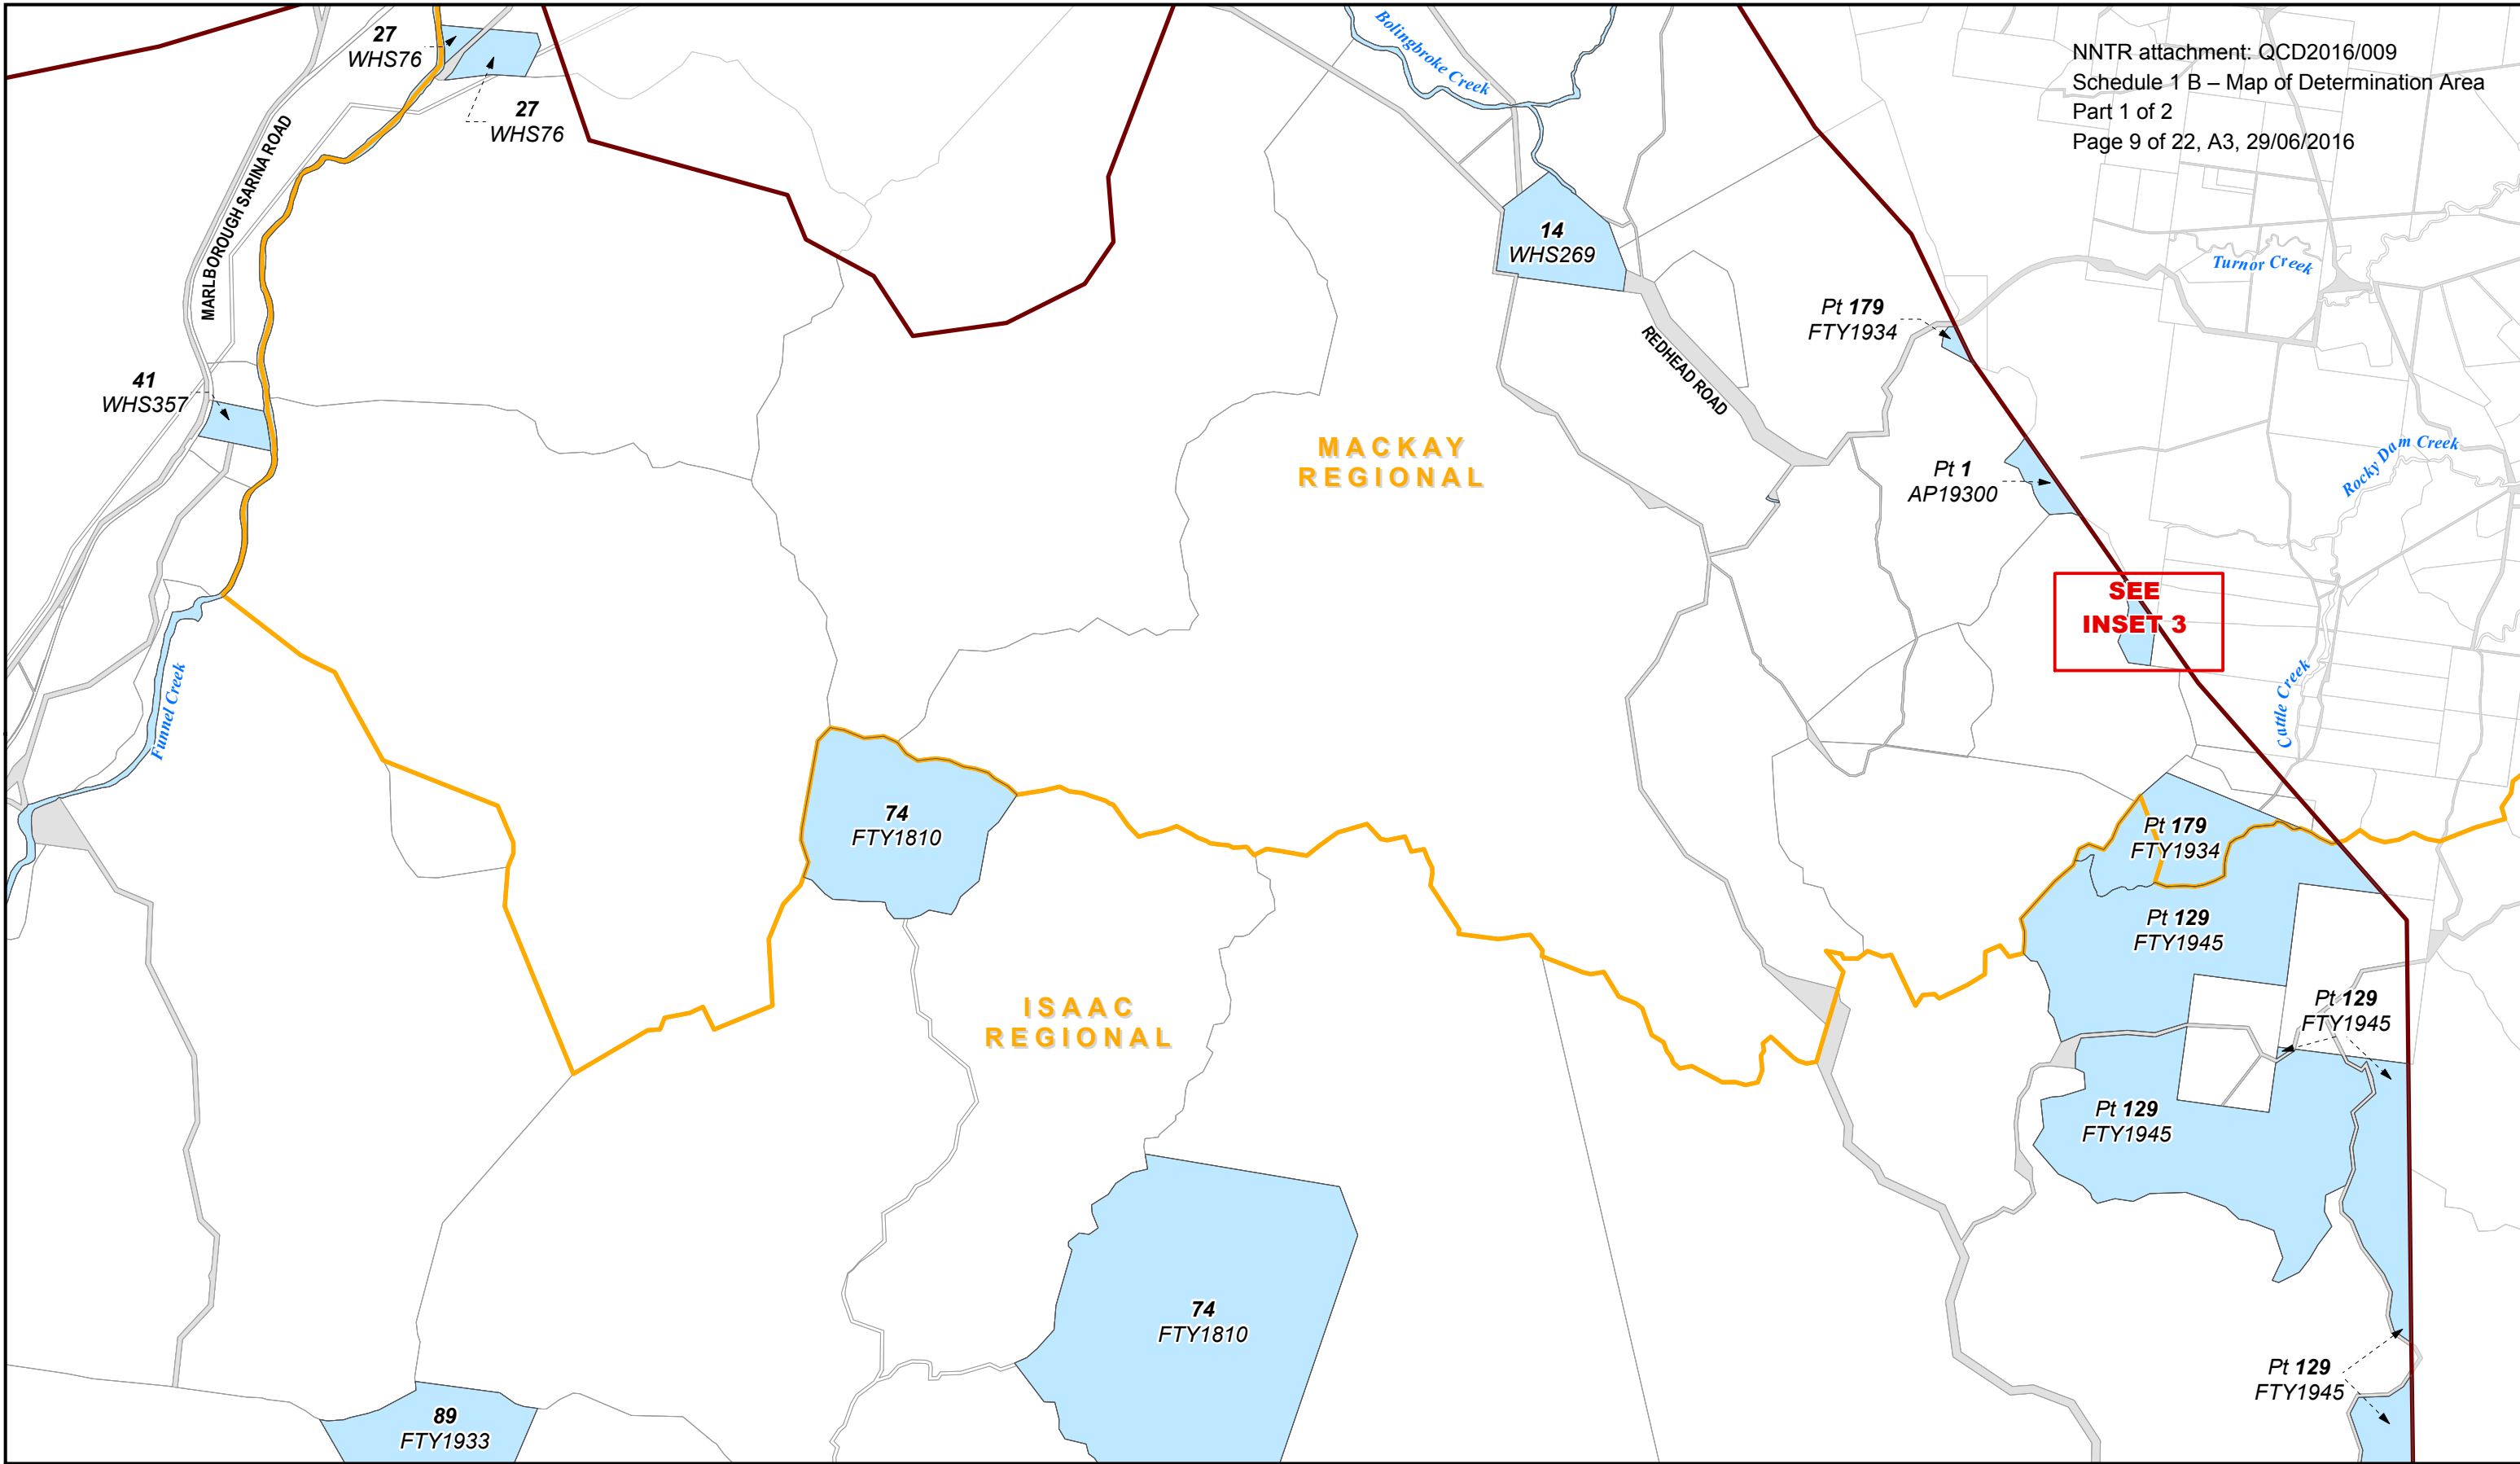 NNTR attachment: QCD2016/009
Schedule 1 B – Map of Determination Area
Part 1 of 2
Page 9 of 22, A3, 29/06/2016
27
WHS76
27
WHS76
MARLBOROUGH SARINA ROAD
Bolingbroke Creek
14
WHS269
Turnor Creek
Pt 179
FTY1934
REDHEAD ROAD
41
WHS357
MACKAY
REGIONAL
Pt 1
AP19300
Rocky Dam Creek
SEE
INSET 3
Funnel Creek
Cattle Creek
74
FTY1810
Pt 179
FTY1934
Pt 129
FTY1945
ISAAC
REGIONAL
Pt 129
FTY1945
Pt 129
FTY1945
74
FTY1810
Pt 129
FTY1945
89
FTY1933